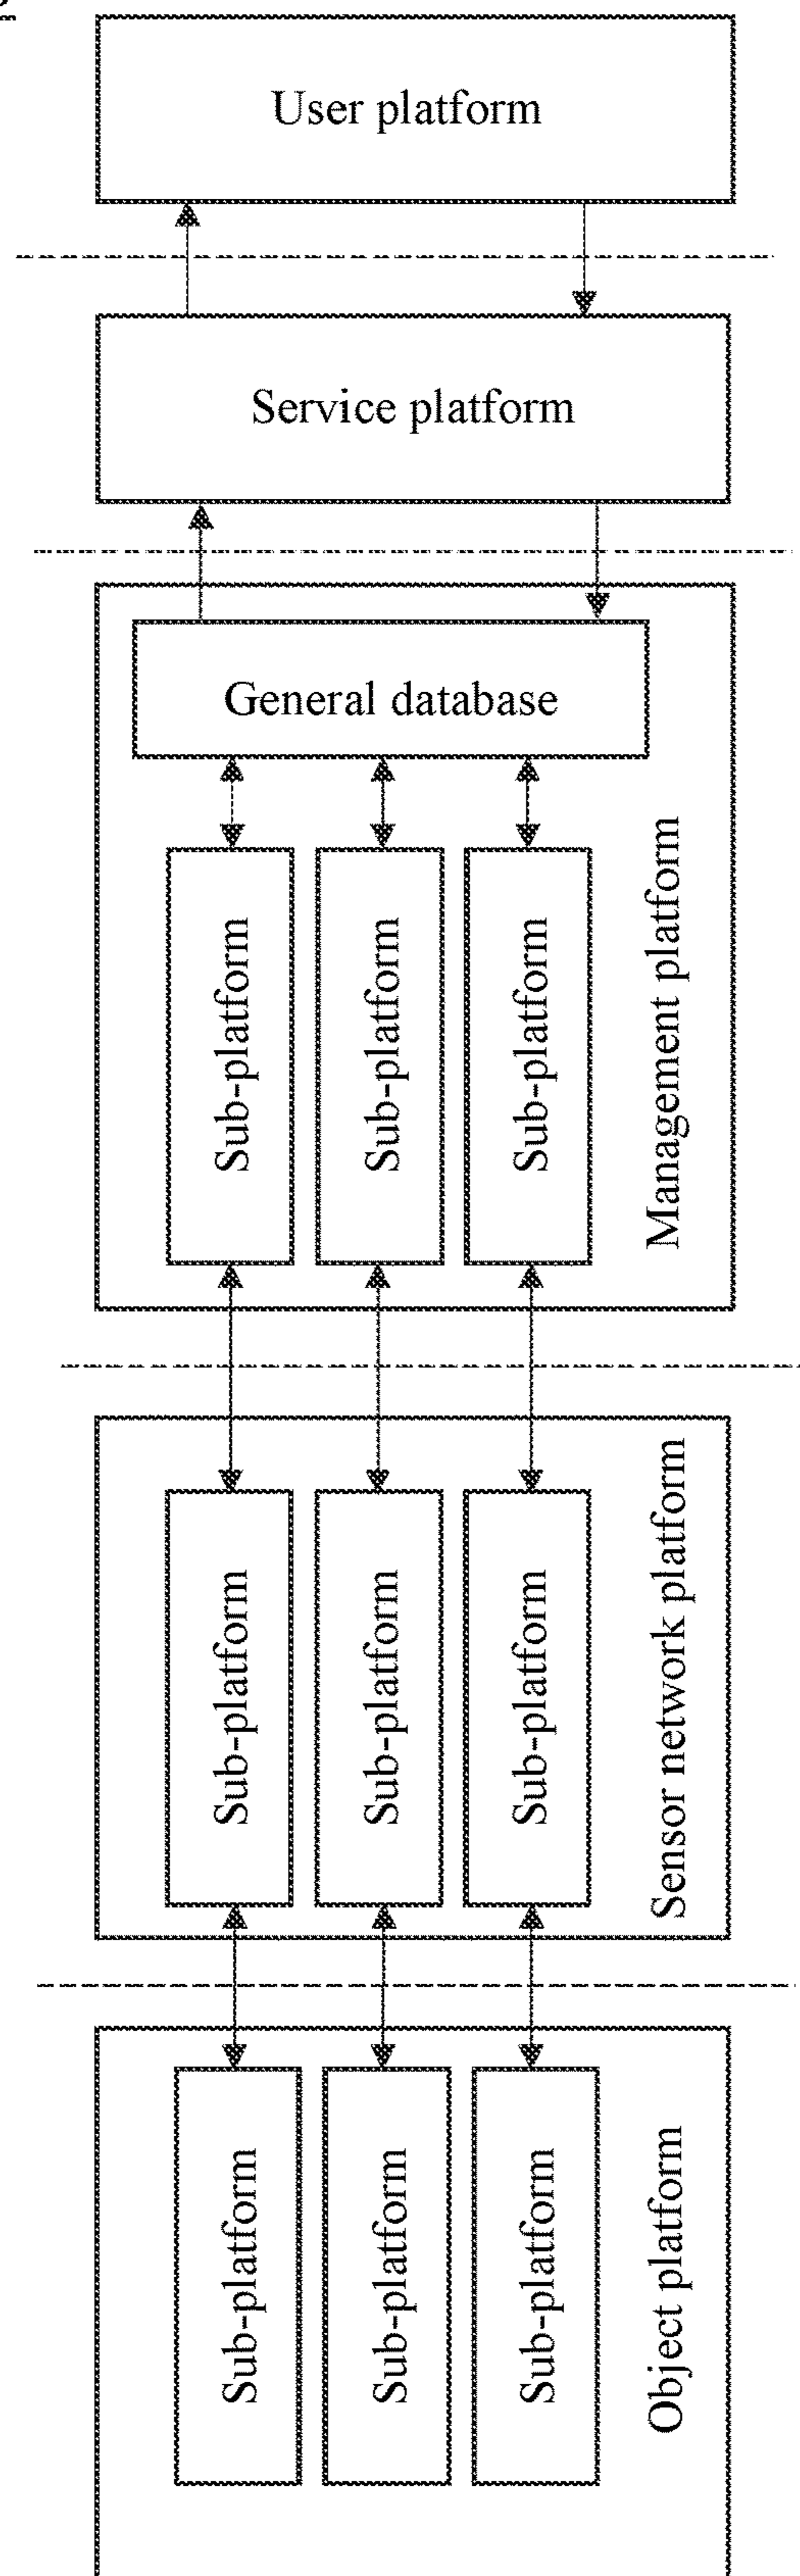 User platform
Service platform
General database
Sub-platform
Sub-platform
Sub-platform
Management platform
Sub-platform
Sub-platform
Sub-platform
Sensor network platform
Sub-platform
Sub-platform
Sub-platform
Object platform